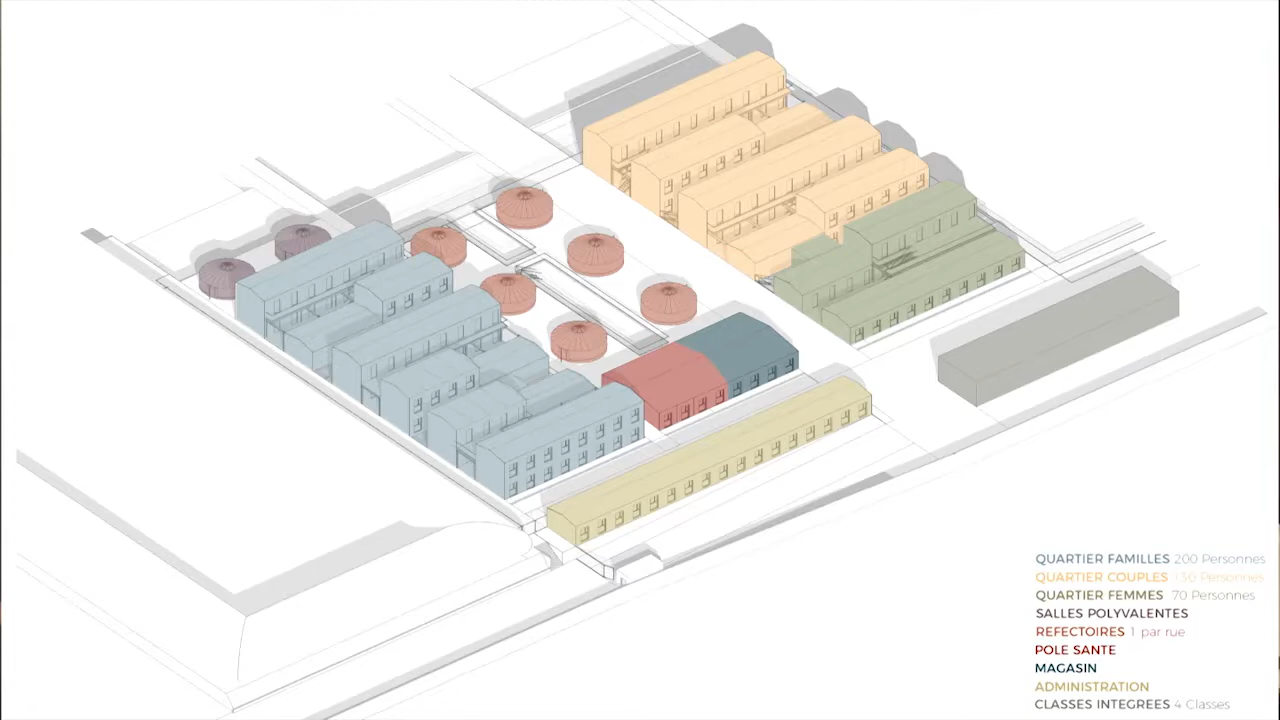 QUARTIER FAMILLES 200 Personnes
QUARTIER COUPLES 130 Personnes
QUARTIER FEMMES 70 Personnes
SALLES POLYVALENTES
REFECTOIRES 1 par rue
POLE SANTE
MAGASIN
ADMINISTRATION
CLASSES INTEGREES 4 Classes